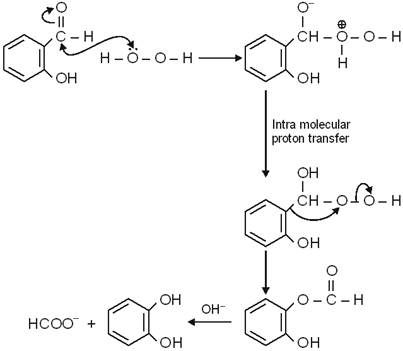 O
C — H
OH
H — O — O — H
O⁻
⊕
CH — O — O — H
H
OH
Intra molecular
proton transfer
OH
CH — O — O — H
OH
O
O — C — H
OH
OH⁻
HCOO⁻ +
OH
OH